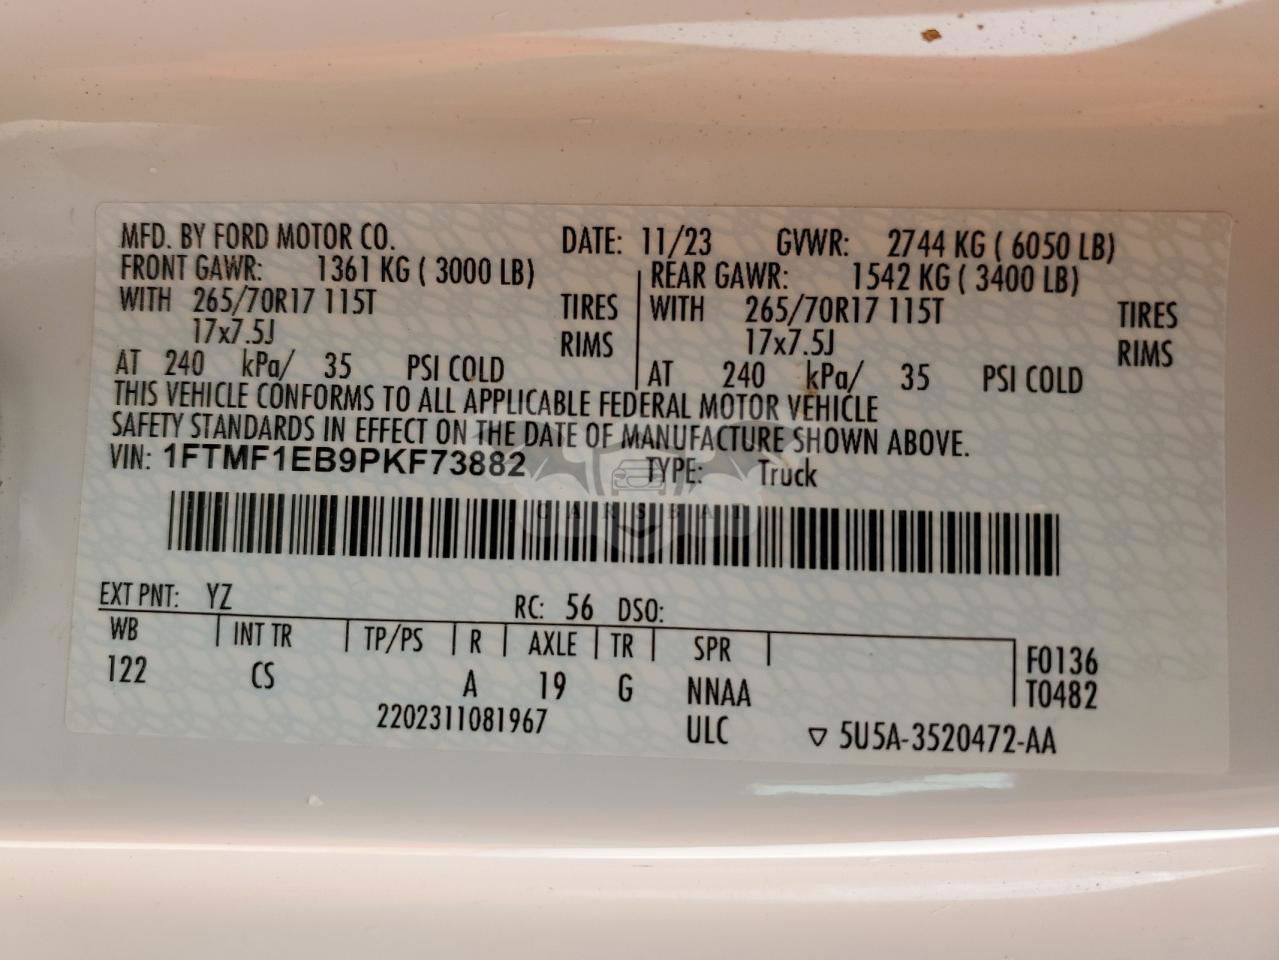 MFD. BY FORD MOTOR CO. DATE: 11/23 GVWR: 2744 KG ( 6050 LB)
FRONT GAWR: 1361 KG ( 3000 LB) REAR GAWR: 1542 KG ( 3400 LB)
WITH 265/70R17 115T TIRES WITH 265/70R17 115T TIRES
17x7.5J RIMS 17x7.5J RIMS
AT 240 kPa/ 35 PSI COLD AT 240 kPa/ 35 PSI COLD
THIS VEHICLE CONFORMS TO ALL APPLICABLE FEDERAL MOTOR VEHICLE
SAFETY STANDARDS IN EFFECT ON THE DATE OF MANUFACTURE SHOWN ABOVE.
VIN: 1FTMF1EB9PKF73882 TYPE: Truck
CARSBAT
EXT PNT: YZ RC: 56 DSO:
WB INT TR TP/PS R AXLE TR SPR F0136
122 CS A 19 G NNAA T0482
2202311081967 ULC ▽ 5U5A-3520472-AA